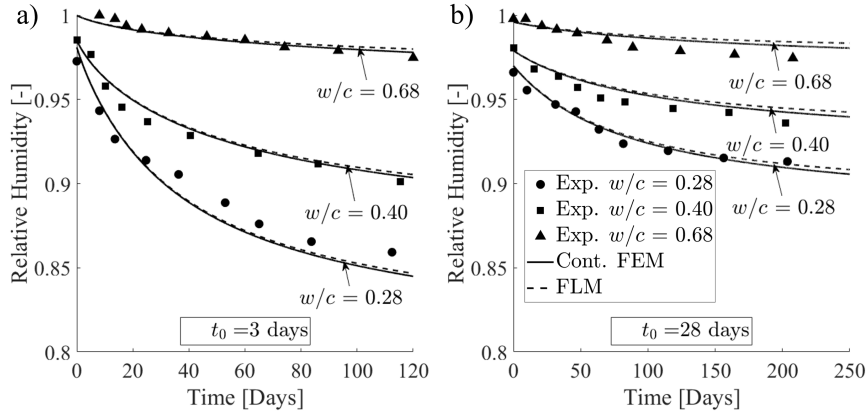 a)
1
0.95
0.9
0.85
0.8
Relative Humidity [-]
0
20
40
60
80
100
120
Time [Days]
w/c = 0.68
w/c = 0.40
w/c = 0.28
t₀ =3 days
b)
1
0.95
0.9
0.85
0.8
Relative Humidity [-]
0
50
100
150
200
250
Time [Days]
w/c = 0.68
w/c = 0.40
w/c = 0.28
Exp. w/c = 0.28
Exp. w/c = 0.40
Exp. w/c = 0.68
Cont. FEM
FLM
t₀ =28 days